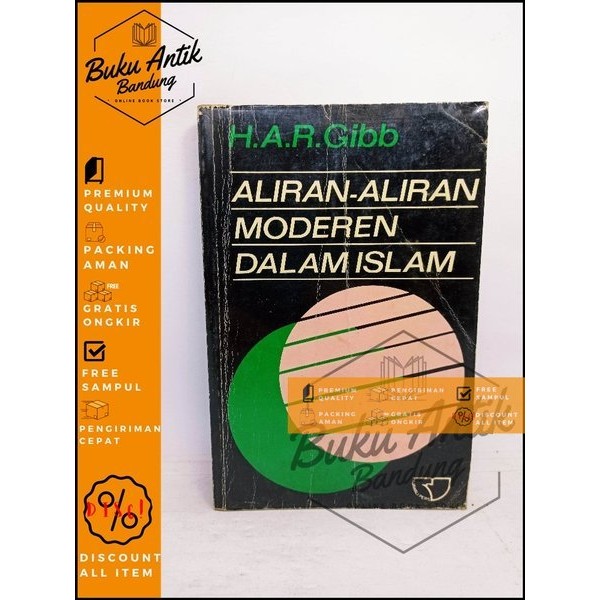 Buku Antik
Bandung
• ONLINE BOOK STORE •
PREMIUM
QUALITY
PACKING
AMAN
FREE
GRATIS
ONGKIR
FREE
SAMPUL
PENGIRIMAN
CEPAT
DISC!
%
DISCOUNT
ALL ITEM
H.A.R.Gibb
ALIRAN-ALIRAN
MODEREN
DALAM ISLAM
PREMIUM
QUALITY
PENGIRIMAN
CEPAT
FREE
SAMPUL
PACKING
AMAN
GRATIS
ONGKIR
%
DISCOUNT
ALL ITEM
Buku Antik
Bandung